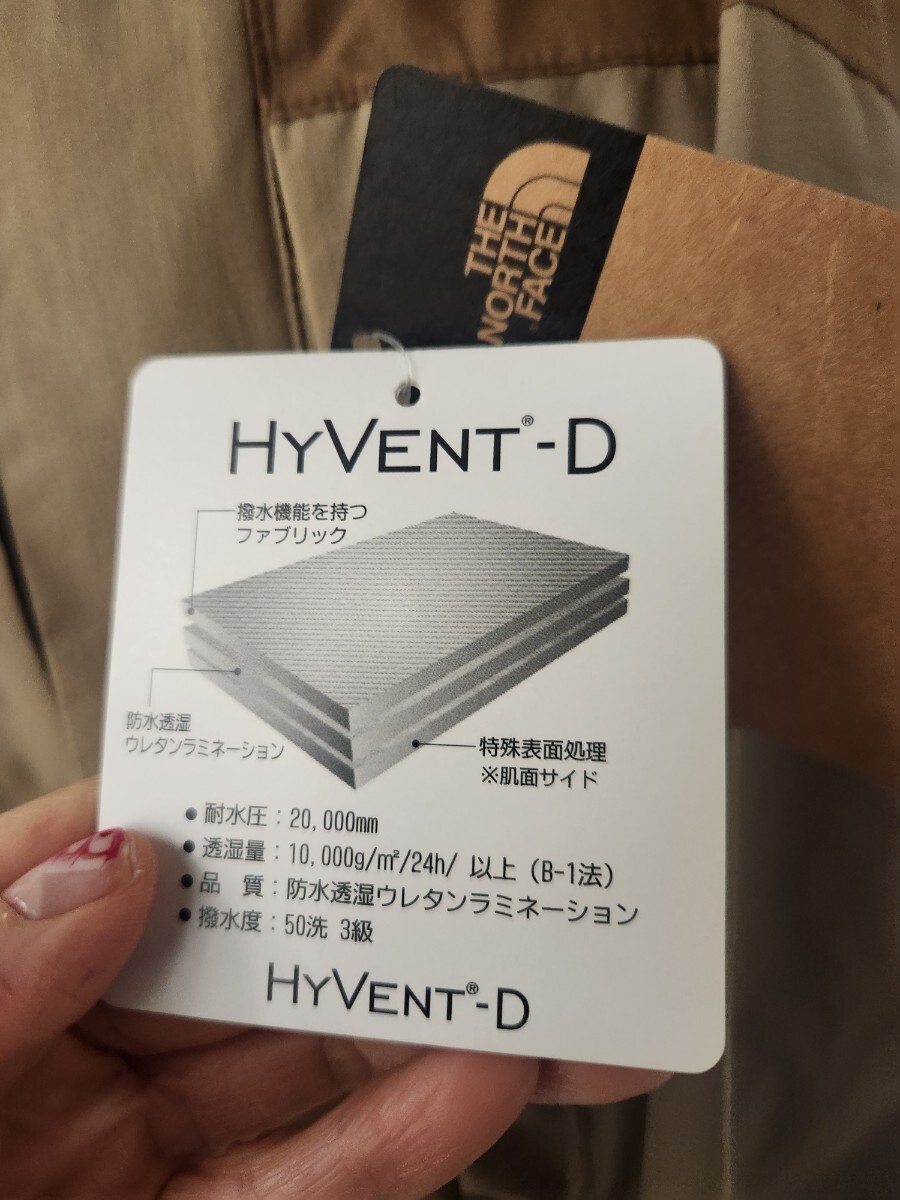 THE
NORTH
FACE
HYVENT®-D
撥水機能を持つ
ファブリック
防水透湿
ウレタンラミネーション
特殊表面処理
※肌面サイド
●耐水圧：20,000mm
●透湿量：10,000g/㎡/24h/ 以上（B-1法）
●品　質：防水透湿ウレタンラミネーション
●撥水度：50洗 3級
HYVENT®-D